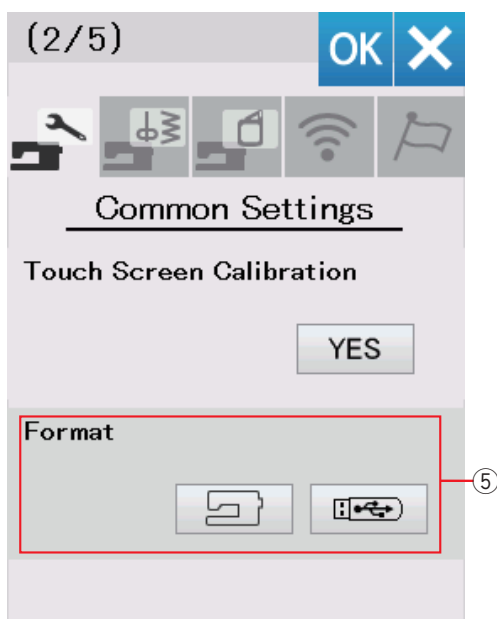 (2/5)
OK
Common Settings
Touch Screen Calibration
YES
Format
⑤